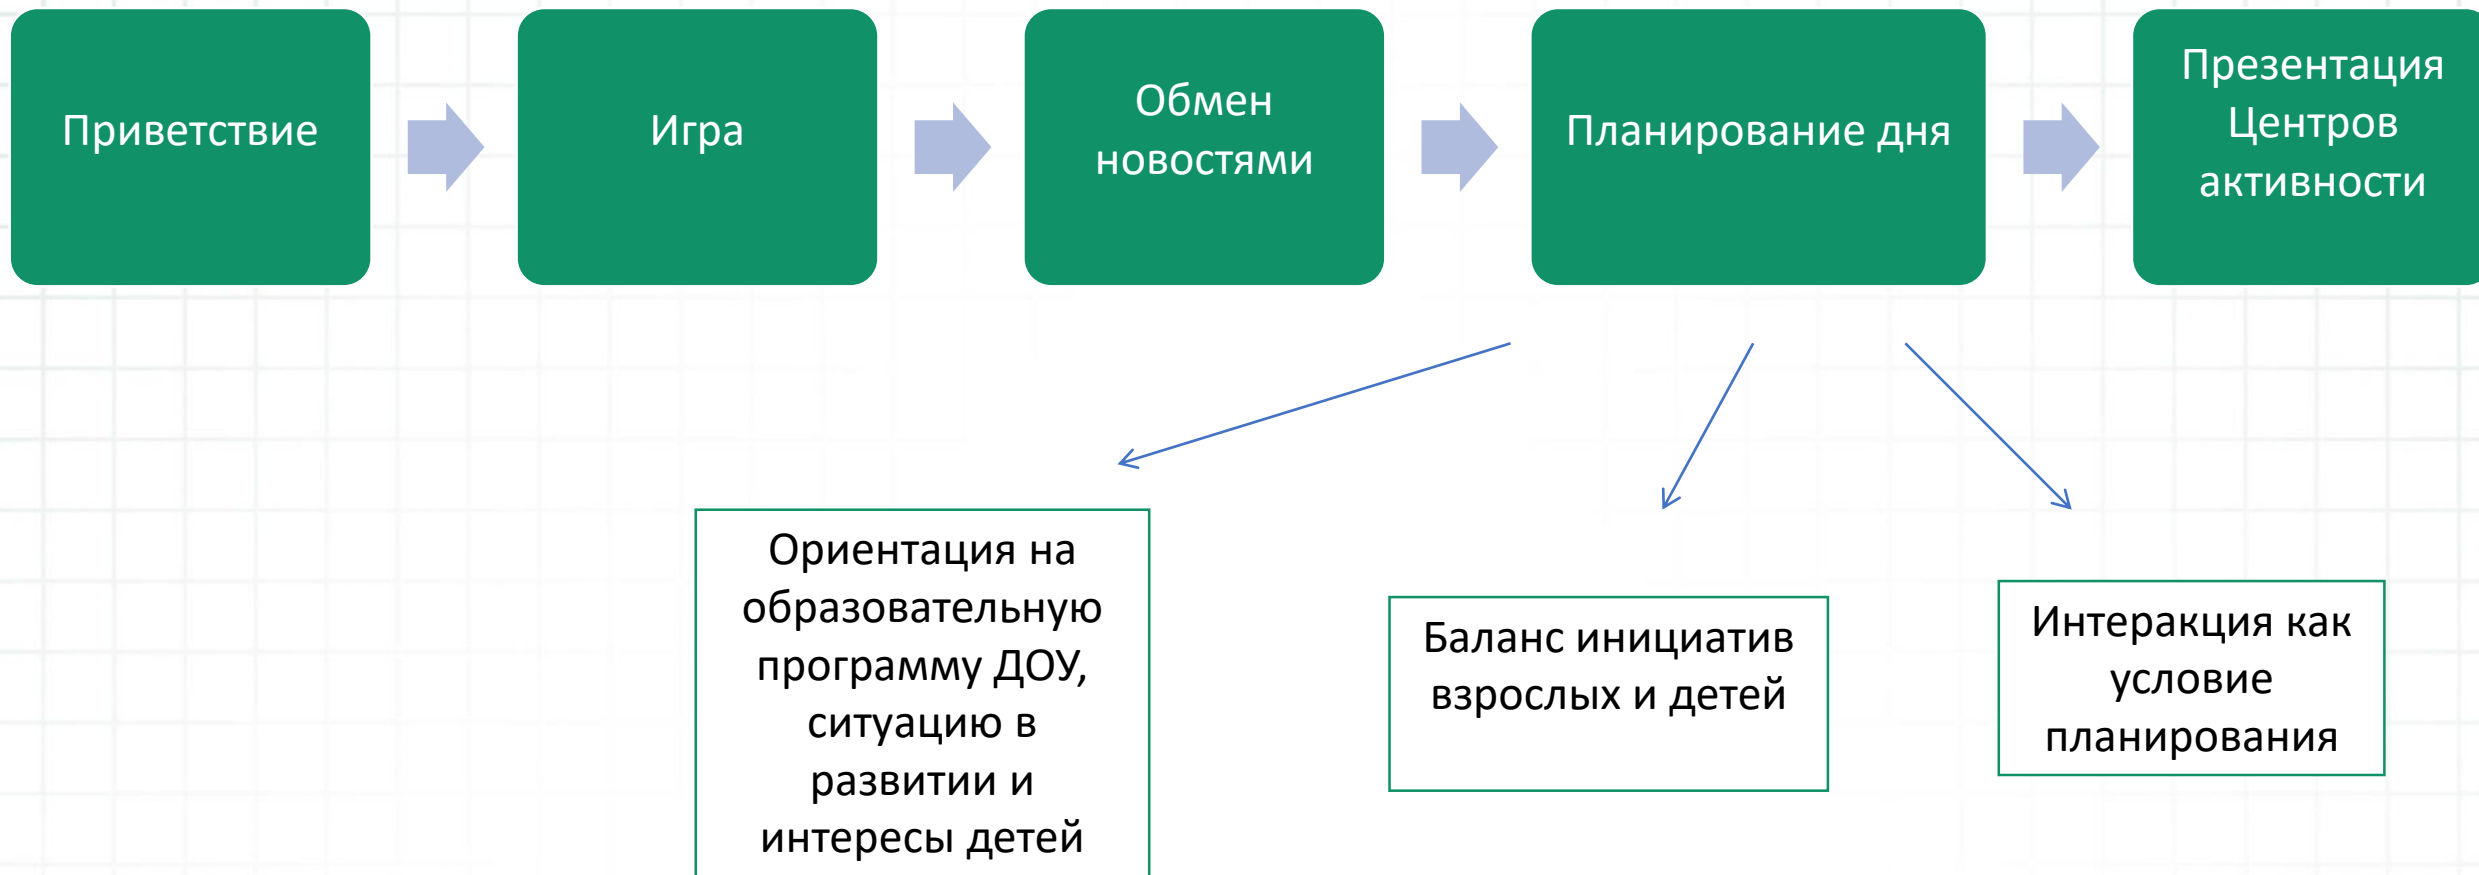 Приветствие
Игра
Обмен
новостями
Планирование дня
Презентация
Центров
активности
Ориентация на
образовательную
программу ДОУ,
ситуацию в
развитии и
интересы детей
Баланс инициатив
взрослых и детей
Интеракция как
условие
планирования